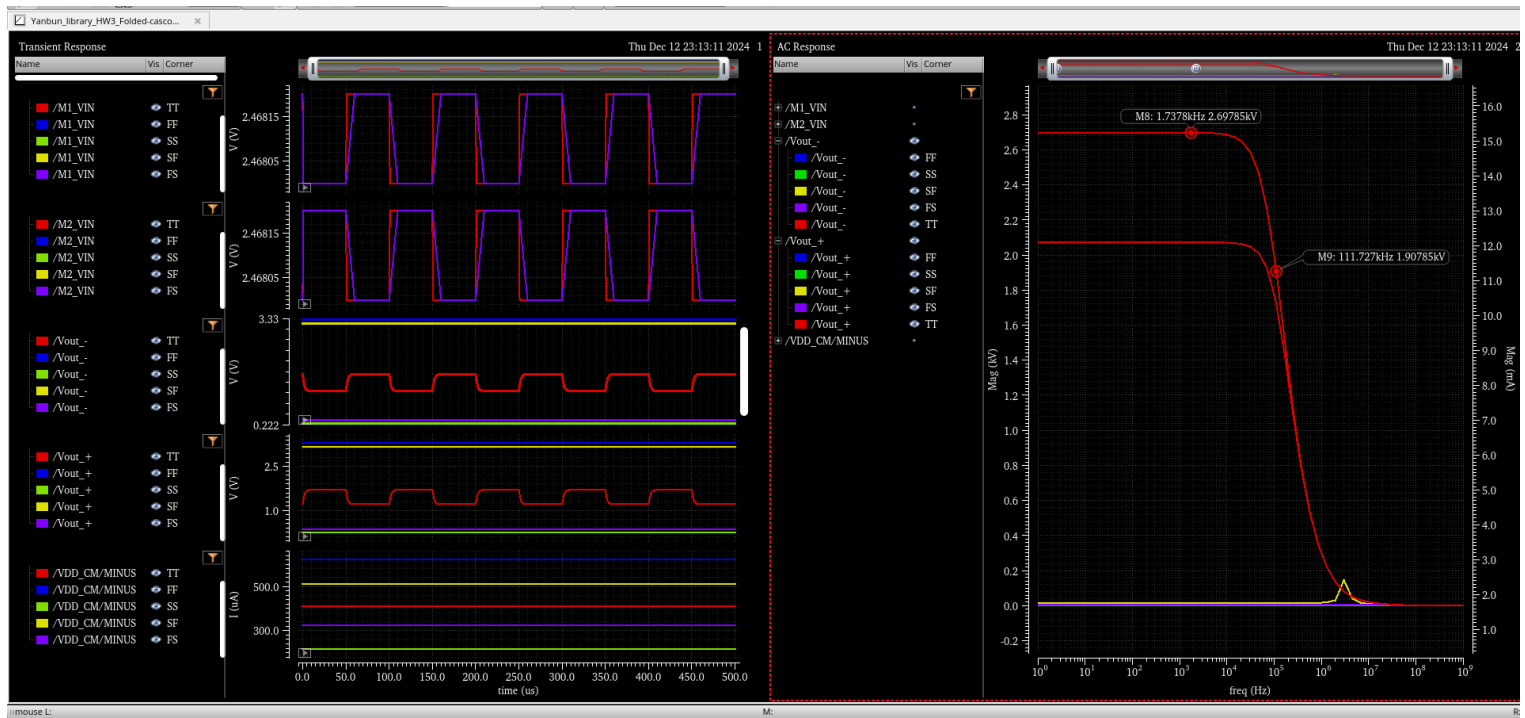 Yanbun_library_HW3_Folded-casco... ×
Transient Response
Thu Dec 12 23:13:11 2024 1
Name Vis Corner
/M1_VIN TT
/M1_VIN FF
/M1_VIN SS
/M1_VIN SF
/M1_VIN FS
V (V)
2.46815
2.46805
/M2_VIN TT
/M2_VIN FF
/M2_VIN SS
/M2_VIN SF
/M2_VIN FS
V (V)
2.46815
2.46805
/Vout_- TT
/Vout_- FF
/Vout_- SS
/Vout_- SF
/Vout_- FS
V (V)
3.33
0.222
/Vout_+ TT
/Vout_+ FF
/Vout_+ SS
/Vout_+ SF
/Vout_+ FS
V (V)
2.5
1.0
/VDD_CM/MINUS TT
/VDD_CM/MINUS FF
/VDD_CM/MINUS SS
/VDD_CM/MINUS SF
/VDD_CM/MINUS FS
I (uA)
500.0
300.0
0.0 50.0 100.0 150.0 200.0 250.0 300.0 350.0 400.0 450.0 500.0
time (us)
AC Response
Thu Dec 12 23:13:11 2024 2
Name Vis Corner
/M1_VIN
/M2_VIN
/Vout_-
/Vout_- FF
/Vout_- SS
/Vout_- SF
/Vout_- FS
/Vout_- TT
/Vout_+
/Vout_+ FF
/Vout_+ SS
/Vout_+ SF
/Vout_+ FS
/Vout_+ TT
/VDD_CM/MINUS
Mag (kV)
2.8
2.6
2.4
2.2
2.0
1.8
1.6
1.4
1.2
1.0
0.8
0.6
0.4
0.2
0.0
-0.2
M8: 1.7378kHz 2.69785kV
M9: 111.727kHz 1.90785kV
16.0
15.0
14.0
13.0
12.0
11.0
10.0
9.0
8.0
7.0
6.0
5.0
4.0
3.0
2.0
1.0
Mag (mA)
10⁰ 10¹ 10² 10³ 10⁴ 10⁵ 10⁶ 10⁷ 10⁸ 10⁹
freq (Hz)
mouse L: M: R: